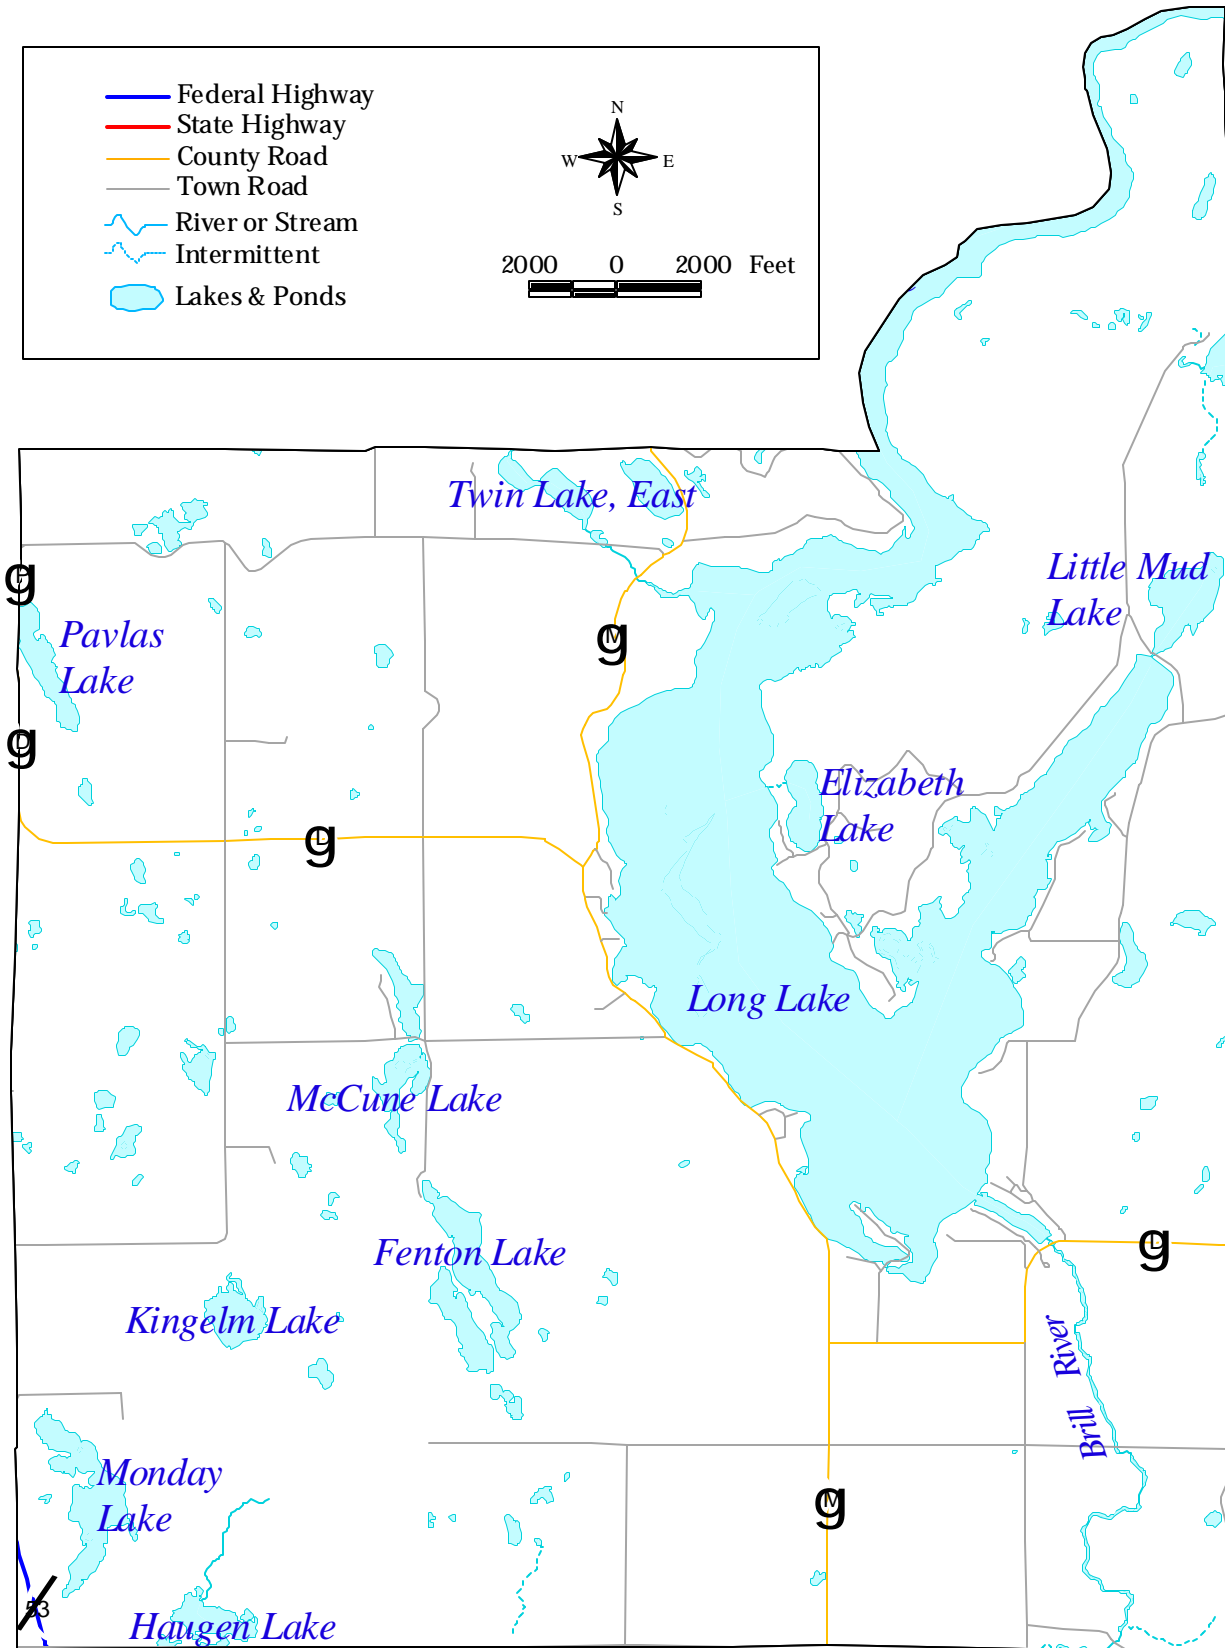 Federal Highway
State Highway
County Road
Town Road
River or Stream
Intermittent
Lakes & Ponds
N
W E
S
2000 0 2000 Feet
Twin Lake, East
Little Mud
Lake
g
Pavlas
Lake
g
M
g
g
Elizabeth
Lake
g
Long Lake
McCune Lake
Fenton Lake
g
Kingelm Lake
Brill River
Monday
Lake
g
M
53
Haugen Lake